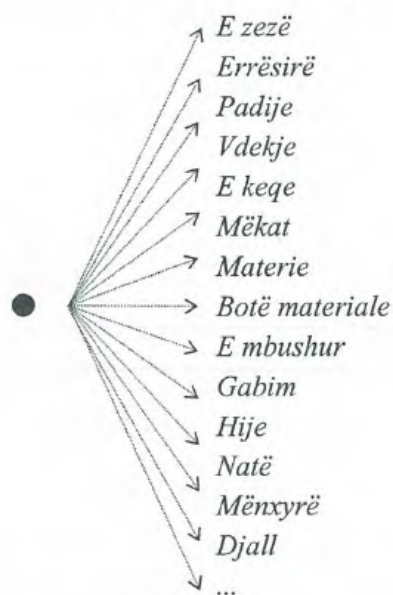 E zezë
Errësirë
Padije
Vdekje
E keqe
Mëkat
Materie
Botë materiale
E mbushur
Gabim
Hije
Natë
Mënxyrë
Djall
...